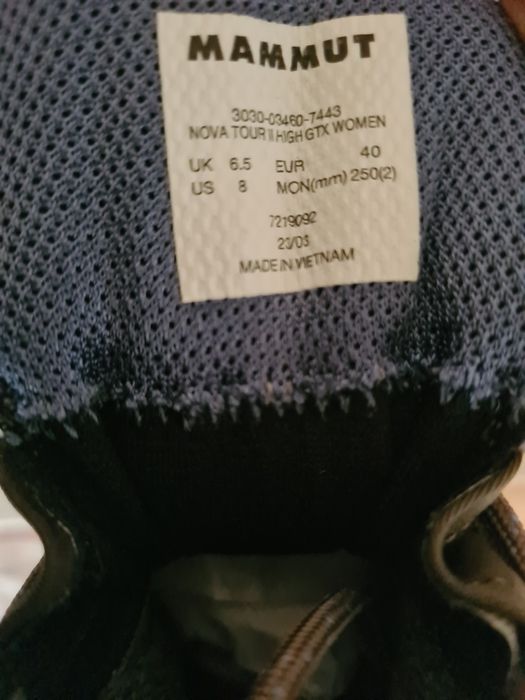 MAMMUT
3030-03460-7443
NOVA TOUR II HIGH GTX WOMEN
UK 6.5 EUR 40
US 8 MON(mm) 250(2)
7219092
23/03
MADE IN VIETNAM